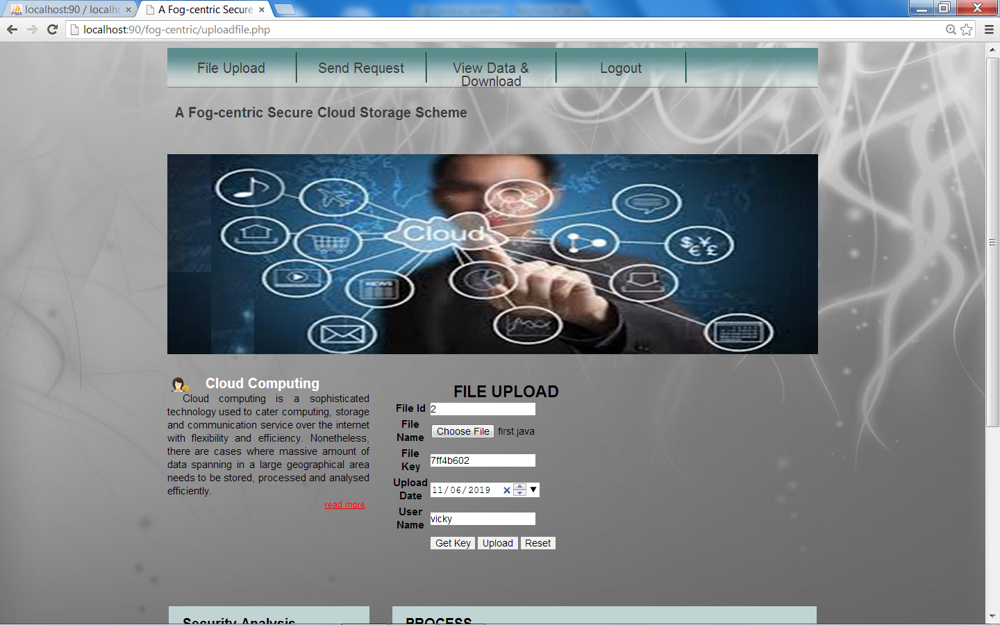 localhost:90 / localho
A Fog-centric Secure
localhost:90/fog-centric/uploadfile.php
File Upload
Send Request
View Data &
Download
Logout
A Fog-centric Secure Cloud Storage Scheme
Cloud
NEWS
$ ¥
€ £
Cloud Computing
Cloud computing is a sophisticated
technology used to cater computing, storage
and communication service over the internet
with flexibility and efficiency. Nonetheless,
there are cases where massive amount of
data spanning in a large geographical area
needs to be stored, processed and analysed
efficiently.
read more
FILE UPLOAD
File Id 2
File
Name
Choose File first.java
File
Key
7ff4b602
Upload
Date
11/06/2019
User
Name
vicky
Get Key Upload Reset
Security Analysis
PROCESS